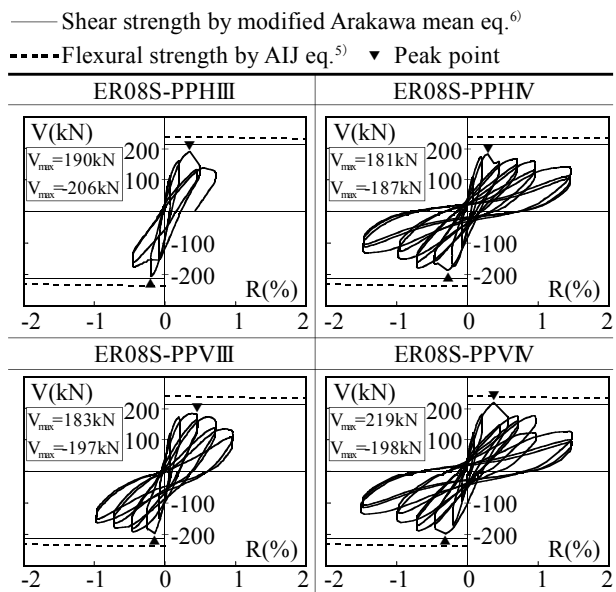 Shear strength by modified Arakawa mean eq.6)
Flexural strength by AIJ eq.5) ▼ Peak point
ER08S-PPHⅢ
V(kN)
Vmax=190kN
Vmax=-206kN
200
100
-100
-200
R(%)
-2 -1 0 1 2
ER08S-PPHⅣ
V(kN)
Vmax=181kN
Vmax=-187kN
200
100
-100
-200
R(%)
-2 -1 0 1 2
ER08S-PPVⅢ
V(kN)
Vmax=183kN
Vmax=-197kN
200
100
-100
-200
R(%)
-2 -1 0 1 2
ER08S-PPVⅣ
V(kN)
Vmax=219kN
Vmax=-198kN
200
100
-100
-200
R(%)
-2 -1 0 1 2